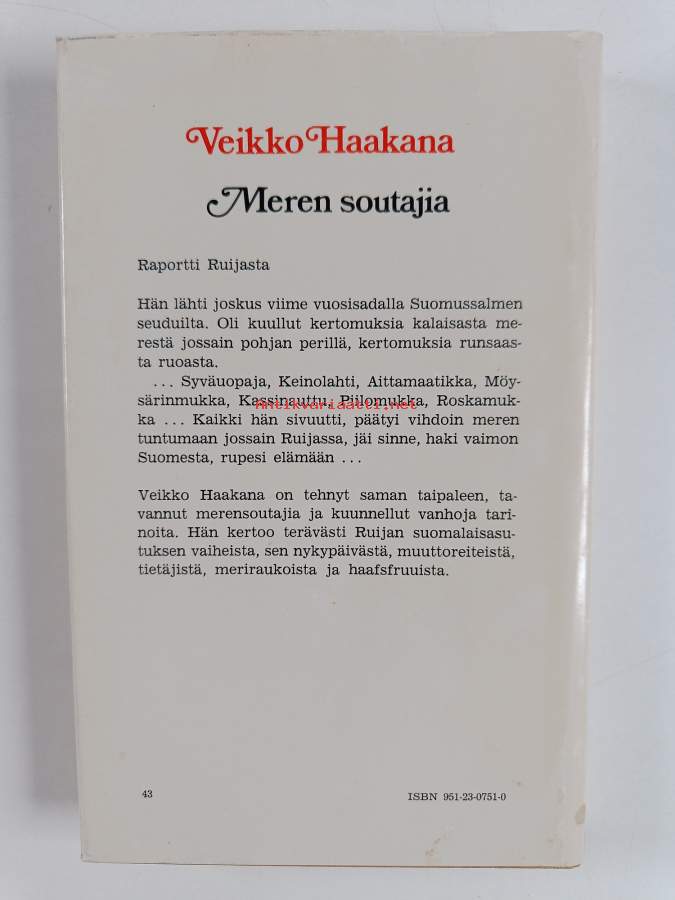 Veikko Haakana
Meren soutajia
Raportti Ruijasta
Hän lähti joskus viime vuosisadalla Suomussalmen
seuduilta. Oli kuullut kertomuksia kalaisasta me-
restä jossain pohjan perillä, kertomuksia runsaas-
ta ruoasta.
... Syväuopaja, Keinolahti, Aittamaatikka, Möy-
särinmukka, Kassinauttu, Piilomukka, Roskamuk-
antikvariaatti.net
ka ... Kaikki hän sivuutti, päätyi vihdoin meren
tuntumaan jossain Ruijassa, jäi sinne, haki vaimon
Suomesta, rupesi elämään ...
Veikko Haakana on tehnyt saman taipaleen, ta-
vannut merensoutajia ja kuunnellut vanhoja tari-
noita. Hän kertoo terävästi Ruijan suomalaisasu-
tuksen vaiheista, sen nykypäivästä, muuttoreiteistä,
tietäjistä, meriraukoista ja haafsfruuista.
43
ISBN 951-23-0751-0